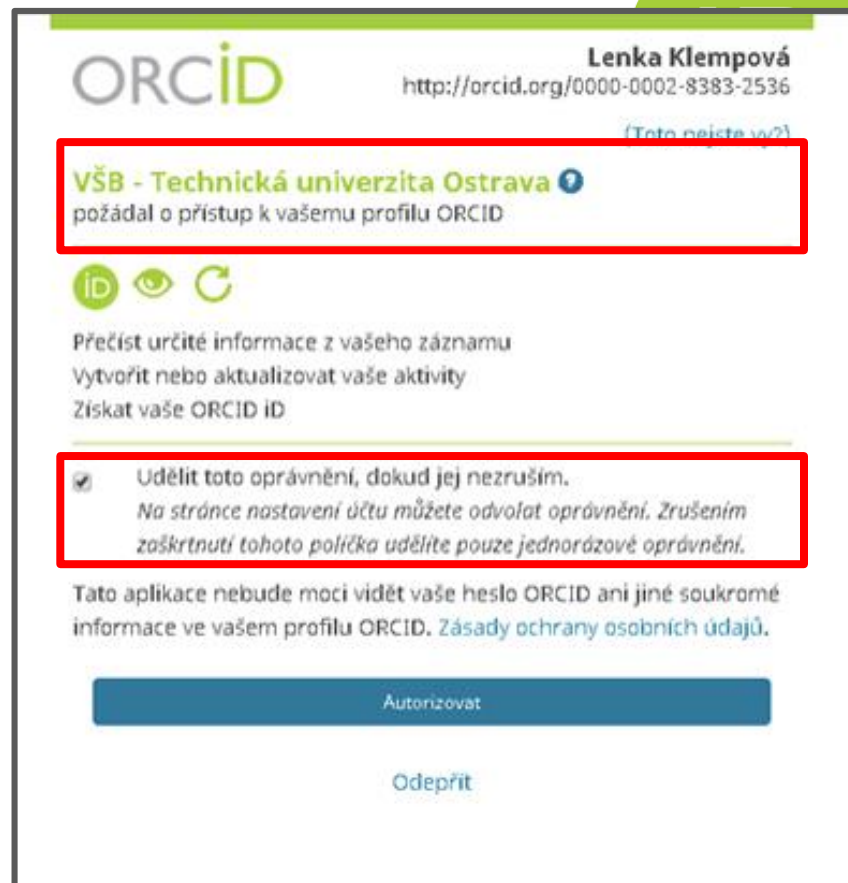 ORCiD
Lenka Klempová
http://orcid.org/0000-0002-8383-2536
(Toto nejste vy?)
VŠB - Technická univerzita Ostrava ?
požádal o přístup k vašemu profilu ORCID
iD
Přečíst určité informace z vašeho záznamu
Vytvořit nebo aktualizovat vaše aktivity
Získat vaše ORCID iD
Udělit toto oprávnění, dokud jej nezruším.
Na stránce nastavení účtu můžete odvolat oprávnění. Zrušením
zaškrtnutí tohoto políčka udělíte pouze jednorázové oprávnění.
Tato aplikace nebude moci vidět vaše heslo ORCID ani jiné soukromé
informace ve vašem profilu ORCID. Zásady ochrany osobních údajů.
Autorizovat
Odepřít